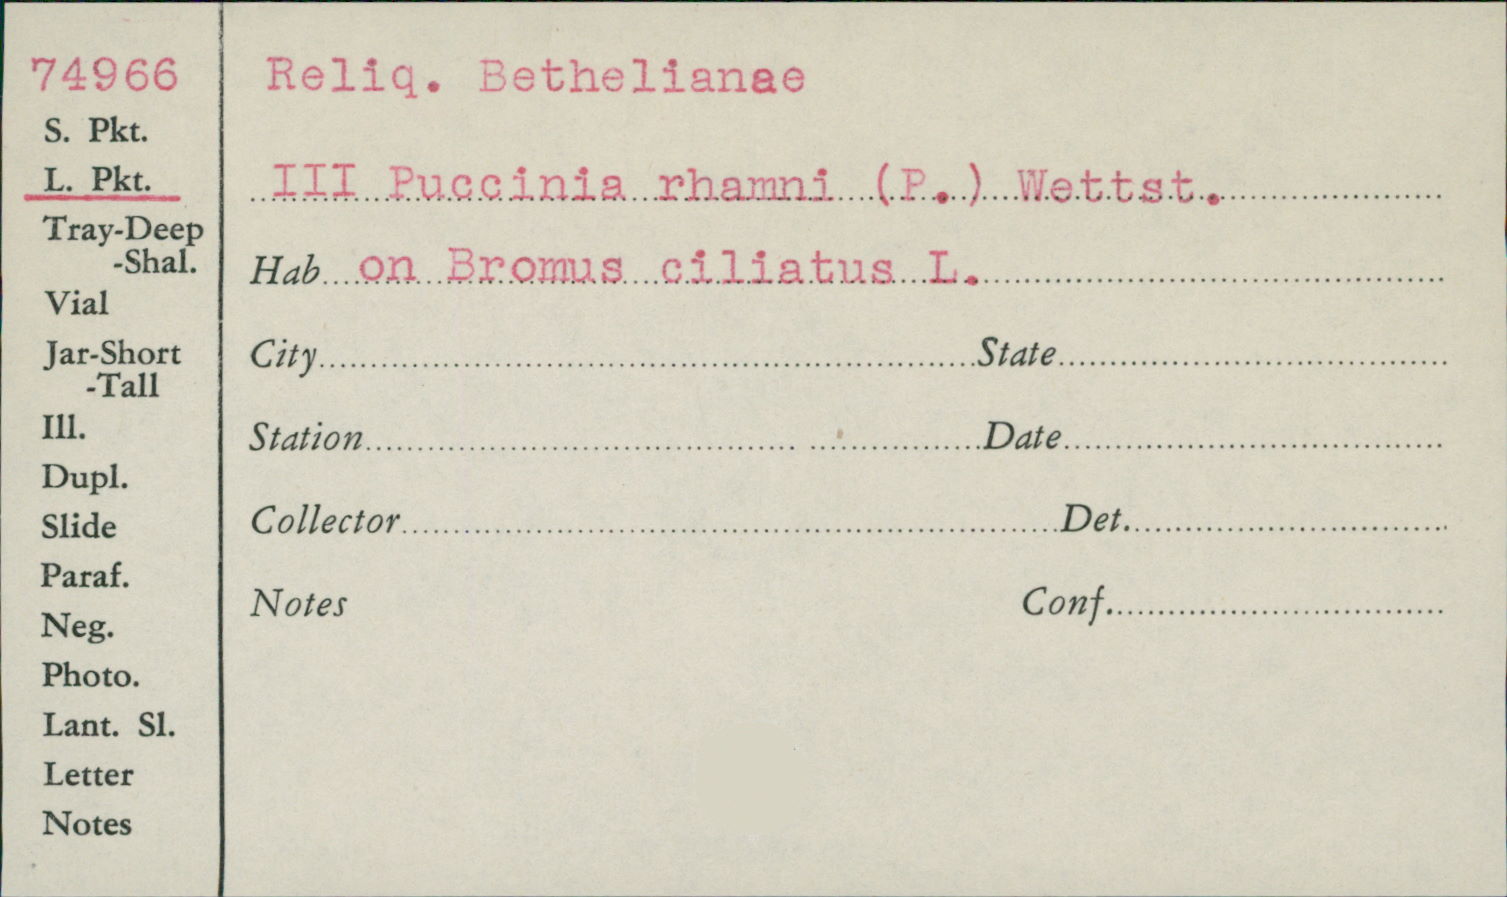 74966
S. Pkt.
L. Pkt.
Tray-Deep
-Shal.
Vial
Jar-Short
-Tall
Ill.
Dupl.
Slide
Paraf.
Neg.
Photo.
Lant. Sl.
Letter
Notes
Reliq. Bethelianae
III Puccinia rhamni (P.) Wettst.
Hab on Bromus ciliatus L.
City State
Station Date
Collector Det.
Notes Conf.